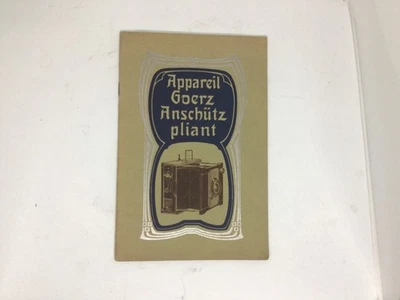 Appareil
Goerz
Anschütz
pliant